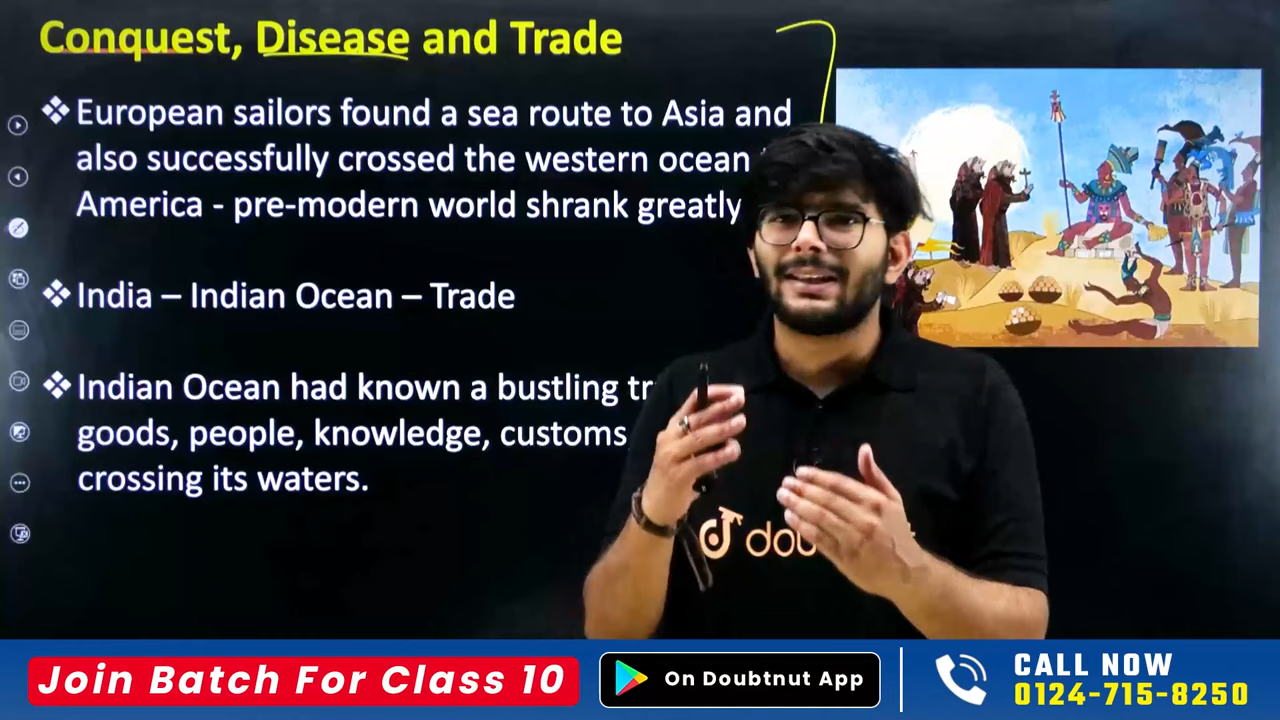 Conquest, Disease and Trade
❖ European sailors found a sea route to Asia and
also successfully crossed the western ocean
America - pre-modern world shrank greatly
❖ India – Indian Ocean – Trade
❖ Indian Ocean had known a bustling
goods, people, knowledge, customs
crossing its waters.
Join Batch For Class 10
On Doubtnut App
CALL NOW
0124-715-8250